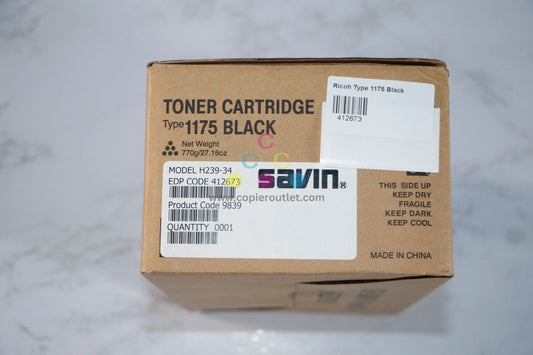 TONER CARTRIDGE
Type 1175 BLACK
Net Weight
770g/27.16oz
Ricoh Type 1175 Black
412673
MODEL H239-34
EDP CODE 412673
savin®
Product Code 9839
QUANTITY 0001
C
C C
www.copieroutlet.com
THIS SIDE UP
KEEP DRY
FRAGILE
KEEP DARK
KEEP COOL
MADE IN CHINA